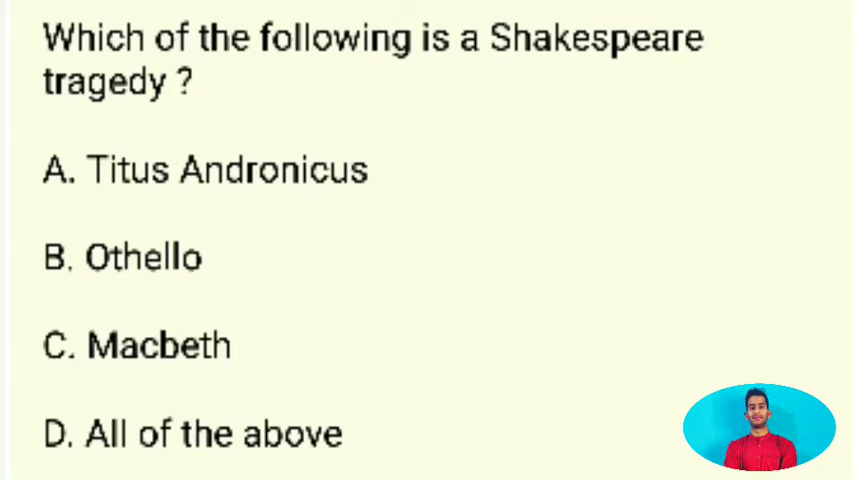 Which of the following is a Shakespeare
tragedy ?
A. Titus Andronicus
B. Othello
C. Macbeth
D. All of the above